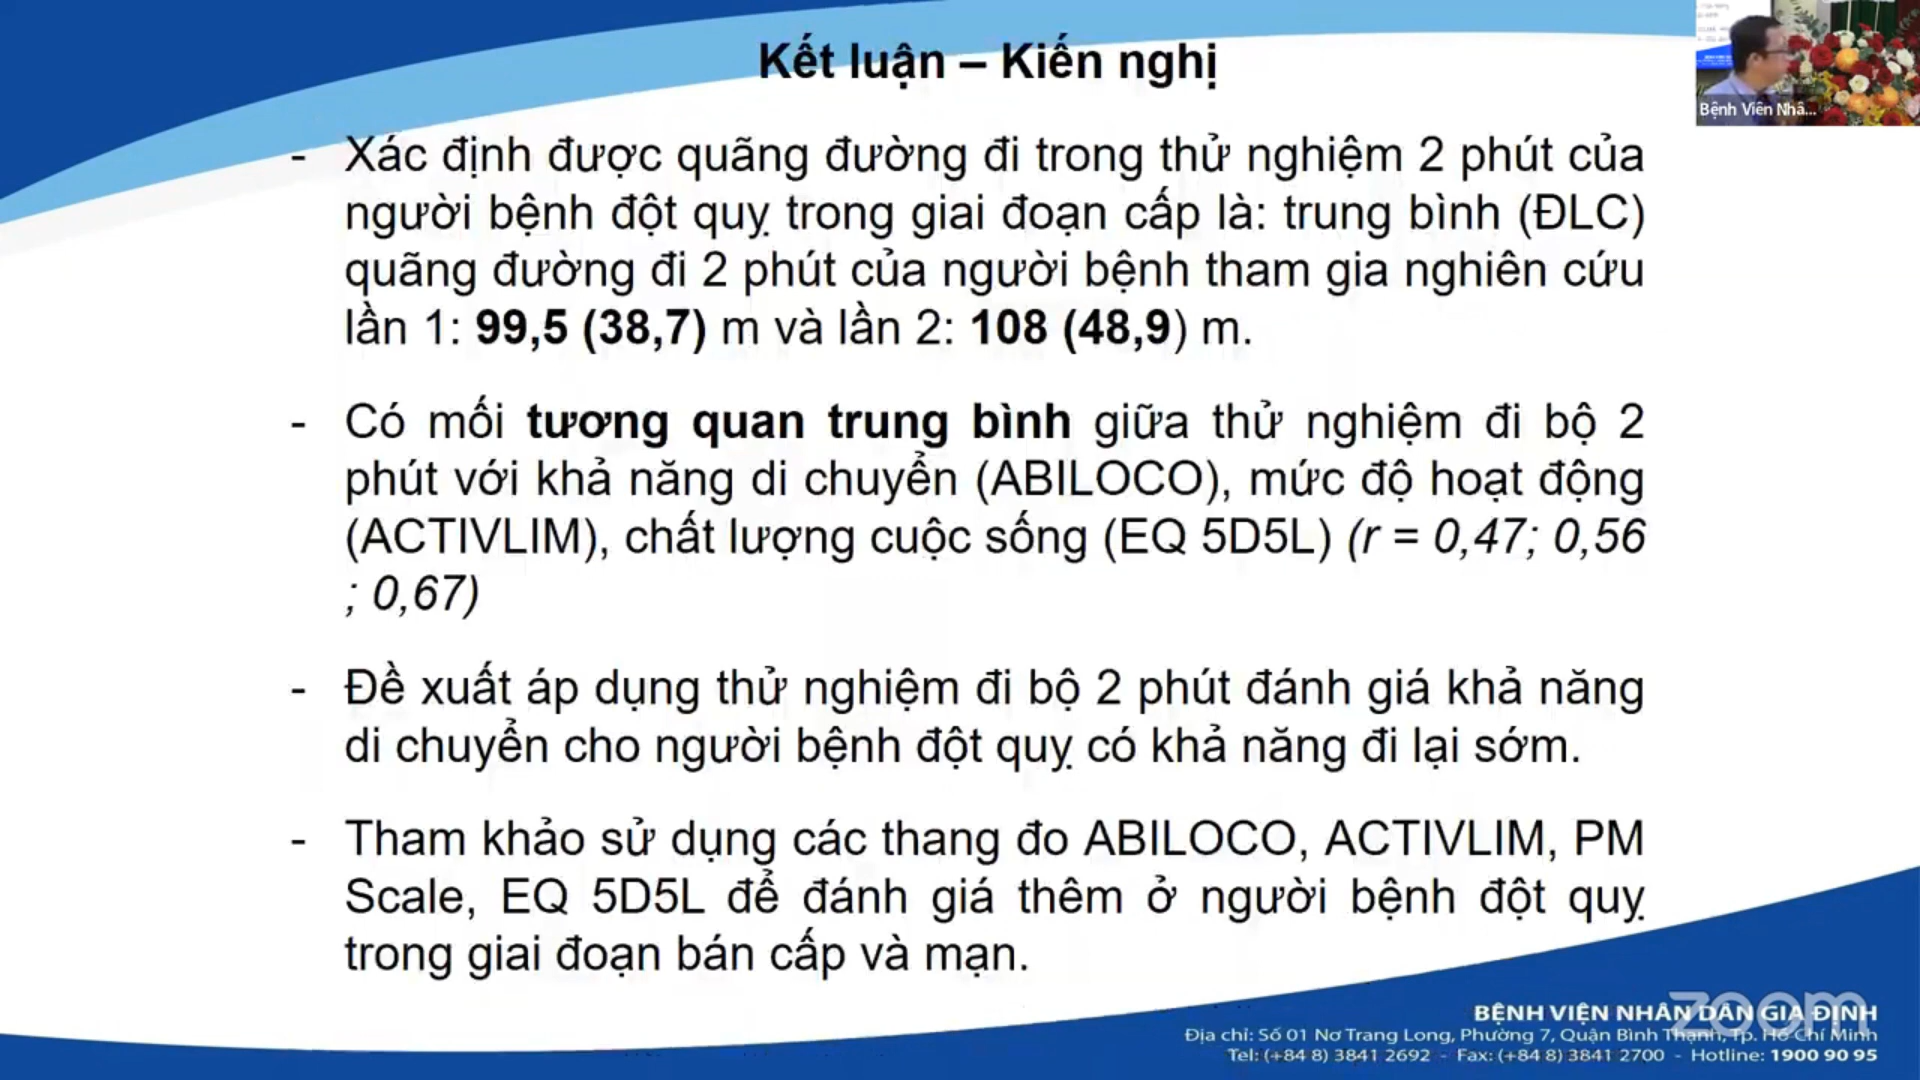 Kết luận – Kiến nghị
Bệnh Viện Nhâ...
- Xác định được quãng đường đi trong thử nghiệm 2 phút của
người bệnh đột quỵ trong giai đoạn cấp là: trung bình (ĐLC)
quãng đường đi 2 phút của người bệnh tham gia nghiên cứu
lần 1: 99,5 (38,7) m và lần 2: 108 (48,9) m.
- Có mối tương quan trung bình giữa thử nghiệm đi bộ 2
phút với khả năng di chuyển (ABILOCO), mức độ hoạt động
(ACTIVLIM), chất lượng cuộc sống (EQ 5D5L) (r = 0,47; 0,56
; 0,67)
- Đề xuất áp dụng thử nghiệm đi bộ 2 phút đánh giá khả năng
di chuyển cho người bệnh đột quỵ có khả năng đi lại sớm.
- Tham khảo sử dụng các thang đo ABILOCO, ACTIVLIM, PM
Scale, EQ 5D5L để đánh giá thêm ở người bệnh đột quỵ
trong giai đoạn bán cấp và mạn.
zoom
BỆNH VIỆN NHÂN DÂN GIA ĐỊNH
Địa chỉ: Số 01 Nơ Trang Long, Phường 7, Quận Bình Thạnh, Tp. Hồ Chí Minh
Tel: (+84 8) 3841 2692 - Fax: (+84 8) 3841 2700 - Hotline: 1900 90 95